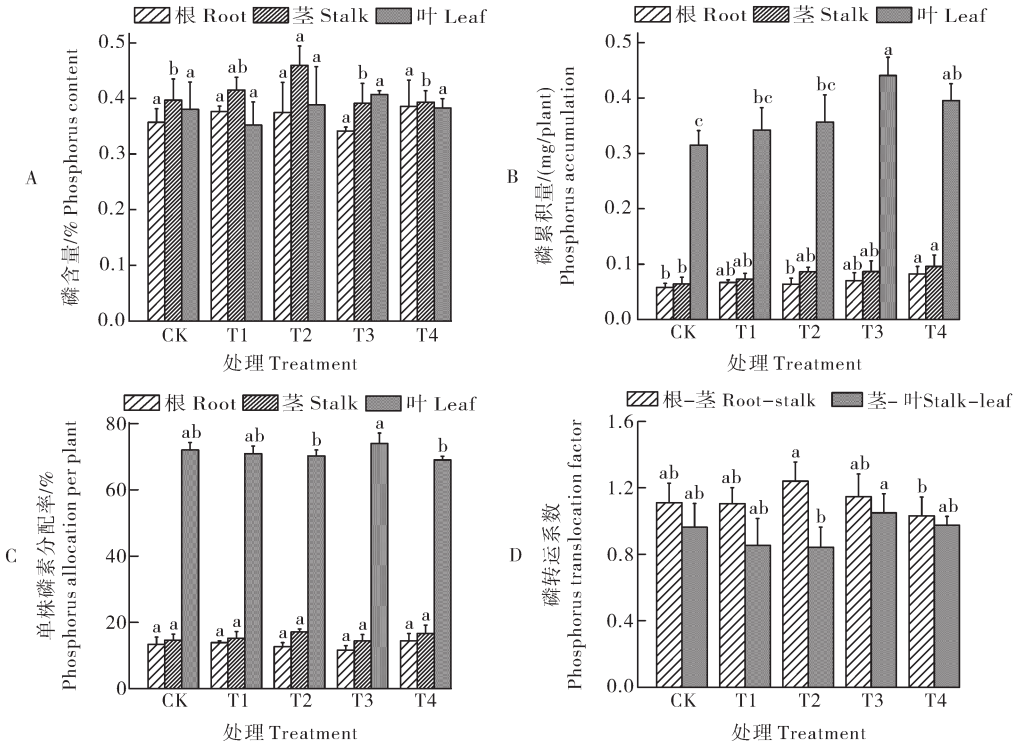 根 Root 茎 Stalk 叶 Leaf
A
磷含量/% Phosphorus content
0.5
0.4
0.3
0.2
0.1
0.0
a b a
a ab a
a a a
a b a
a b a
CK T1 T2 T3 T4
处理 Treatment
根 Root 茎 Stalk 叶 Leaf
B
磷累积量/(mg/plant)
Phosphorus accumulation
0.5
0.4
0.3
0.2
0.1
0.0
b b c
ab ab bc
b ab bc
ab ab a
a a ab
CK T1 T2 T3 T4
处理 Treatment
根 Root 茎 Stalk 叶 Leaf
C
单株磷素分配率/%
Phosphorus allocation per plant
80
60
40
20
0
a a ab
a a ab
a a b
a a a
a a b
CK T1 T2 T3 T4
处理 Treatment
根-茎 Root-stalk 茎- 叶Stalk-leaf
D
磷转运系数
Phosphorus translocation factor
1.6
1.2
0.8
0.4
0.0
ab ab
ab ab
a b
ab a
b ab
CK T1 T2 T3 T4
处理 Treatment